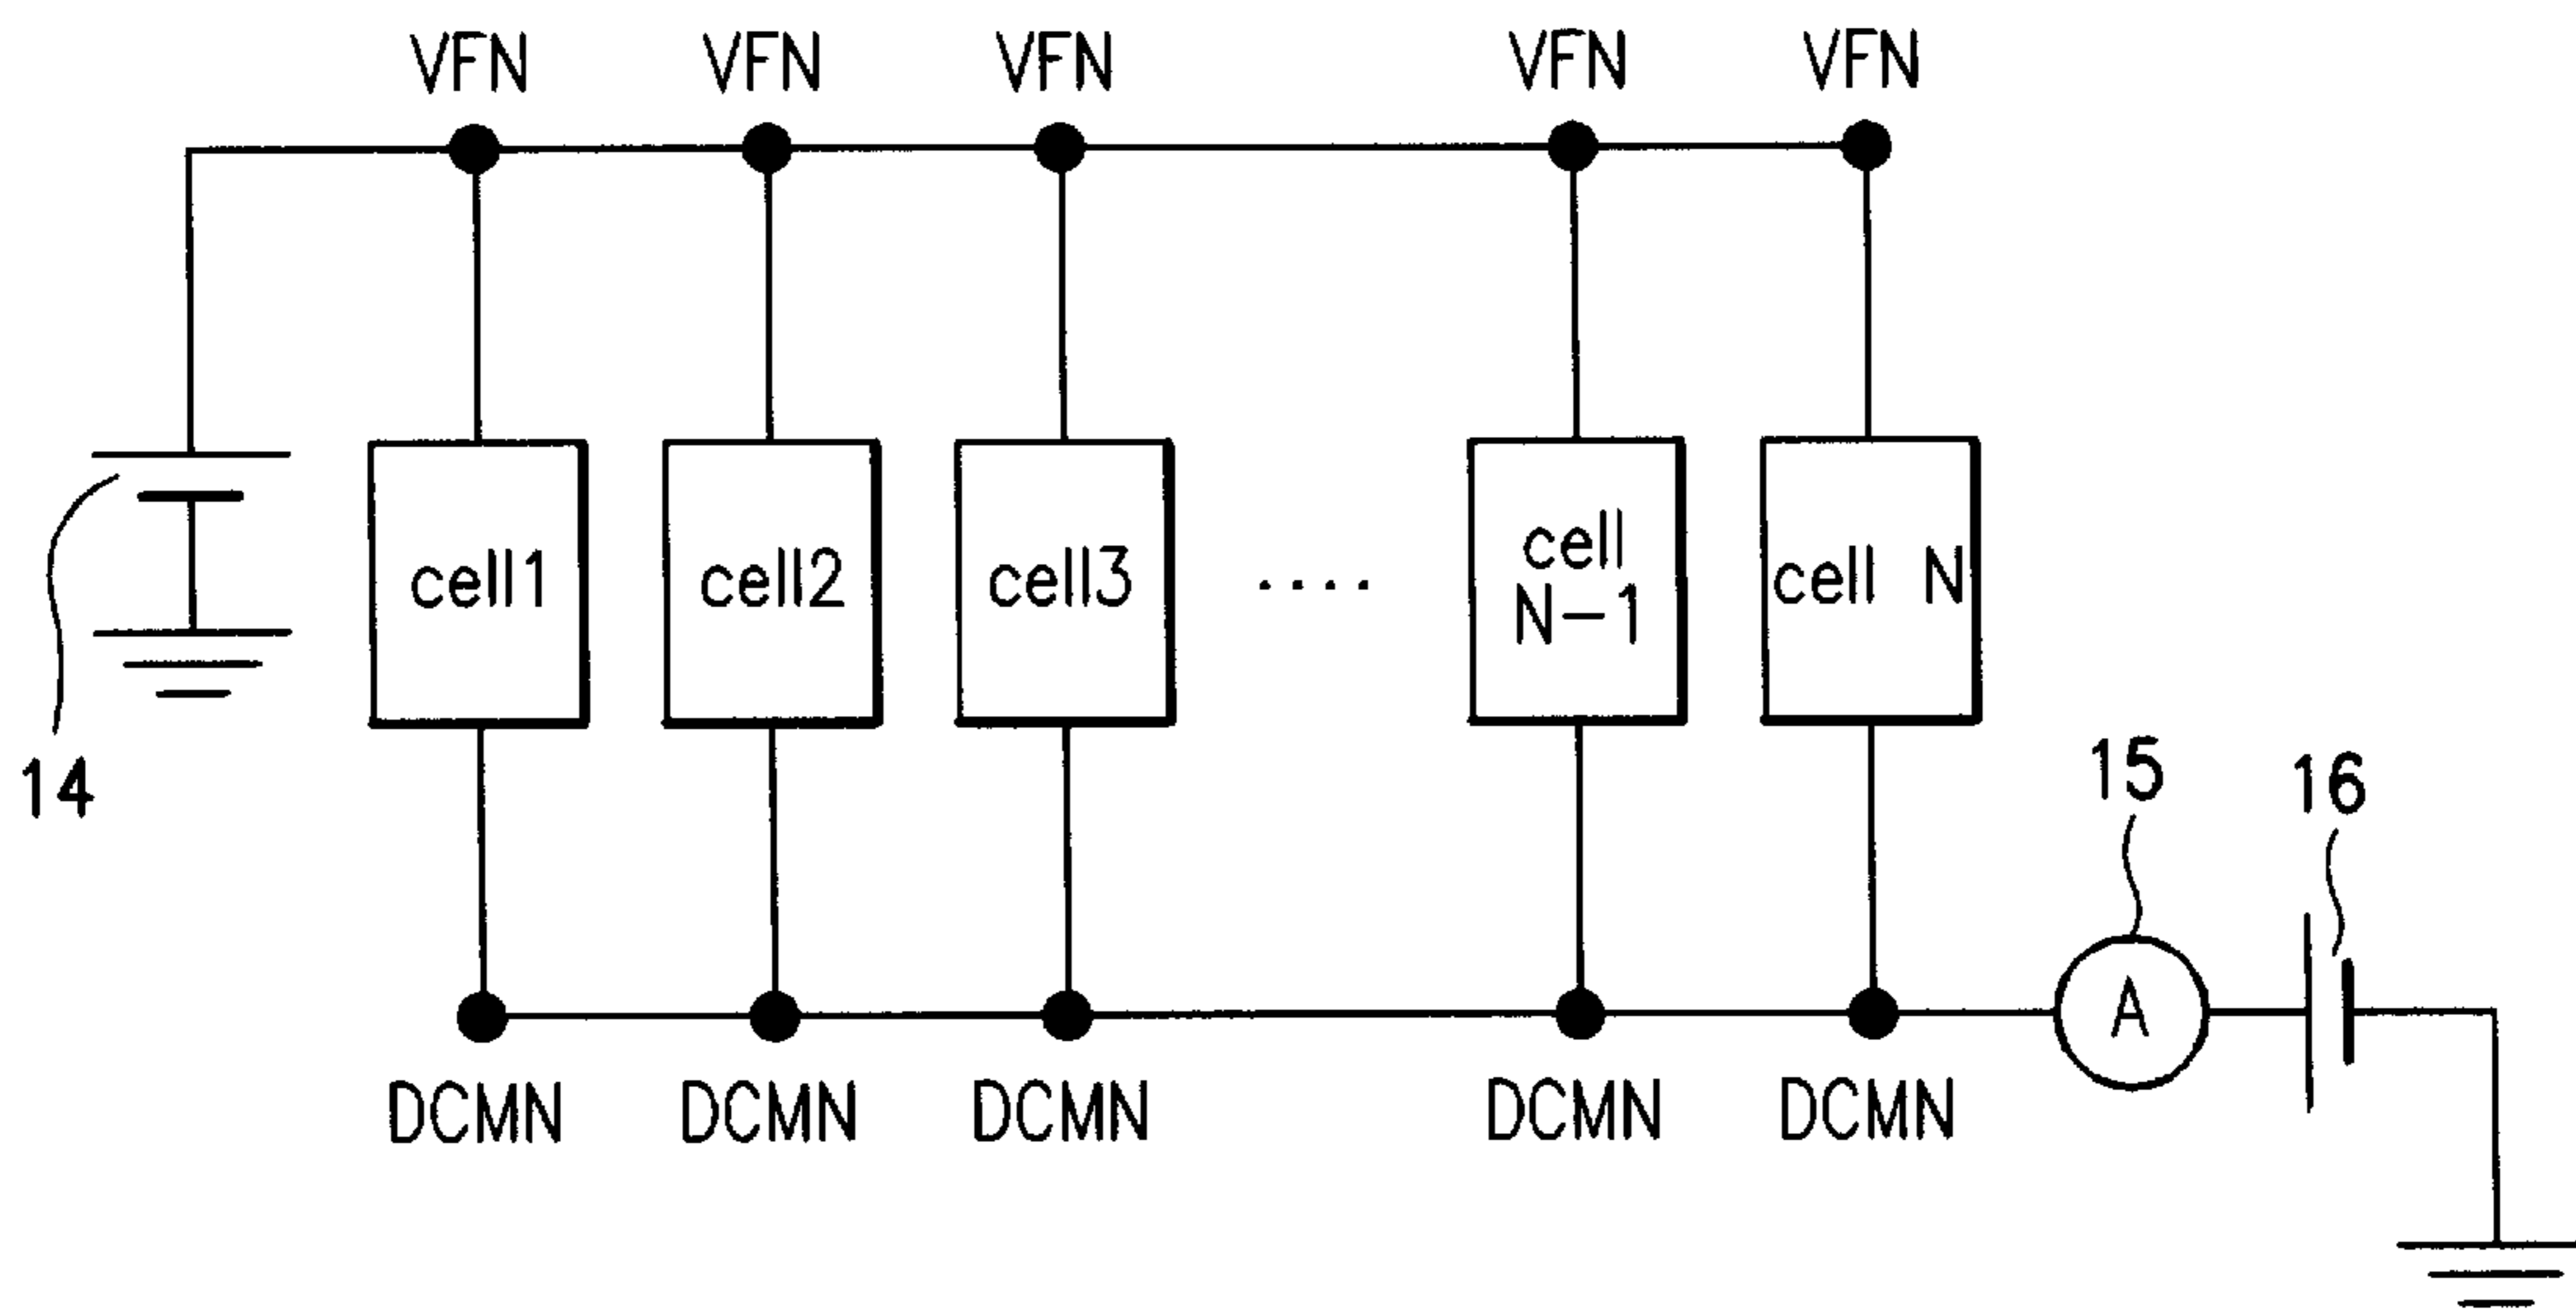 VFN VFN VFN VFN VFN
cell1 cell2 cell3 .... cell N-1 cell N
14
15 16
A
DCMN DCMN DCMN DCMN DCMN